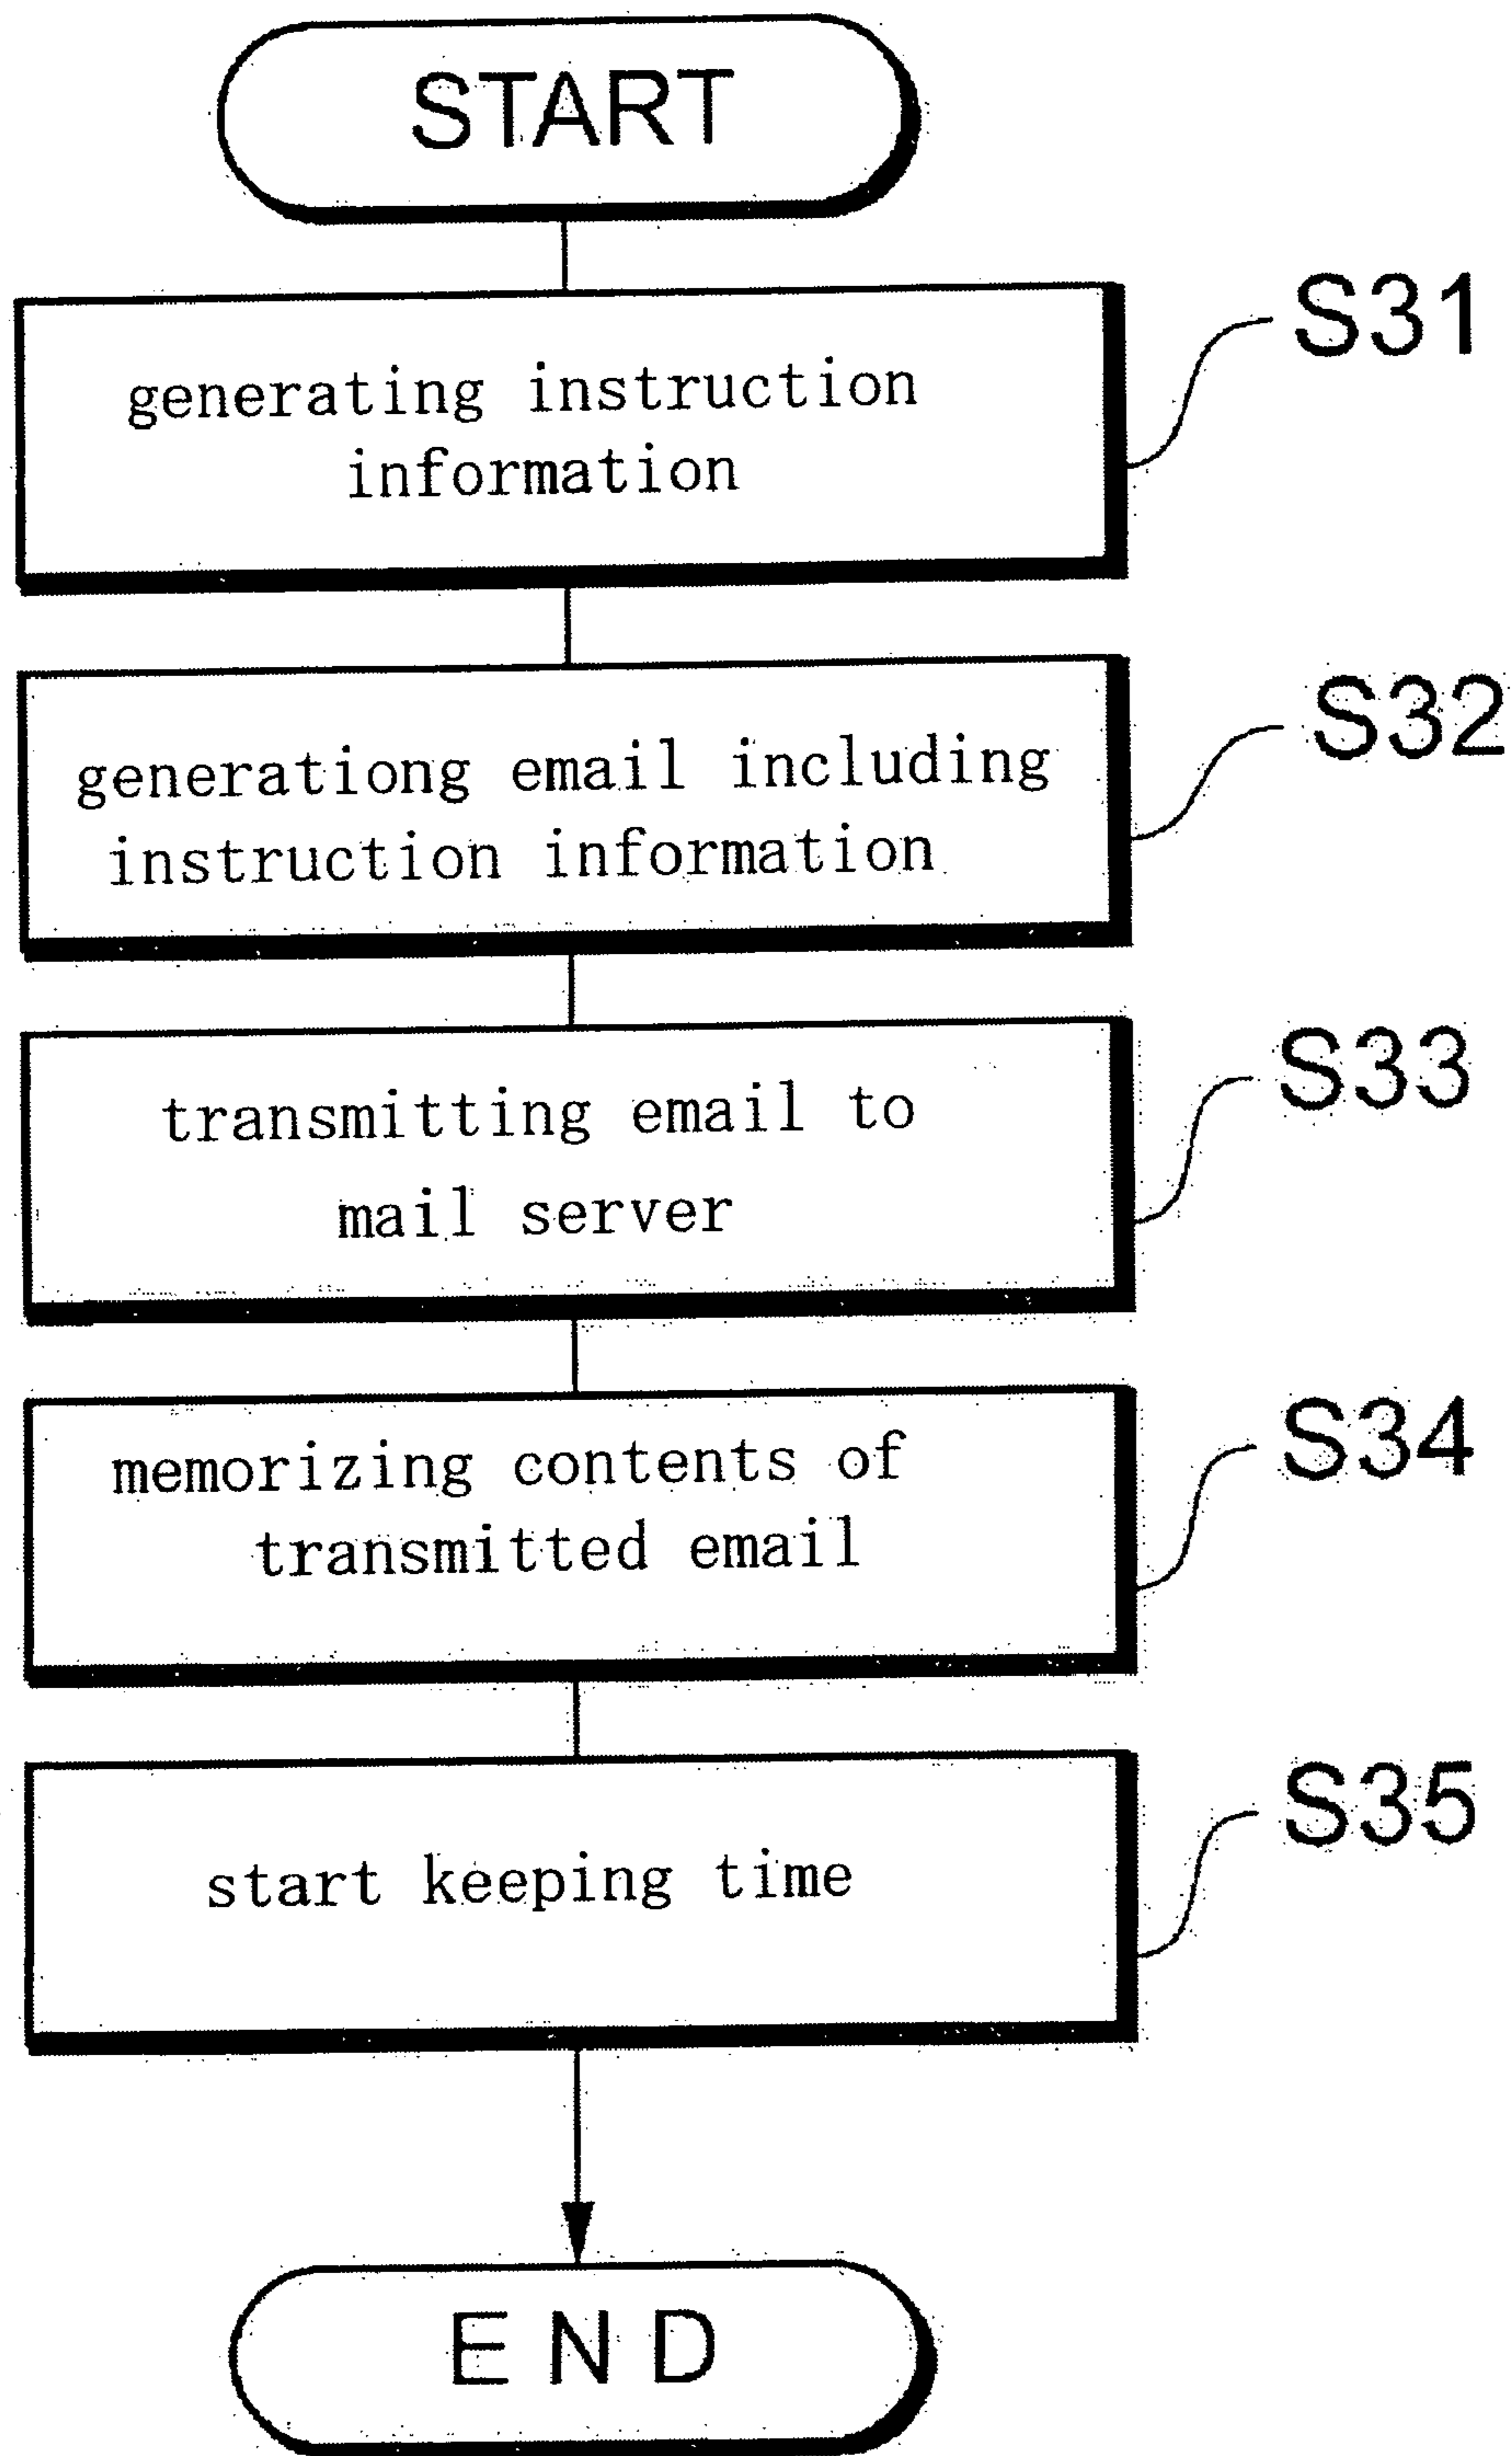 START
S31
generating instruction
information
S32
generationg email including
instruction information
S33
transmitting email to
mail server
S34
memorizing contents of
transmitted email
S35
start keeping time
END